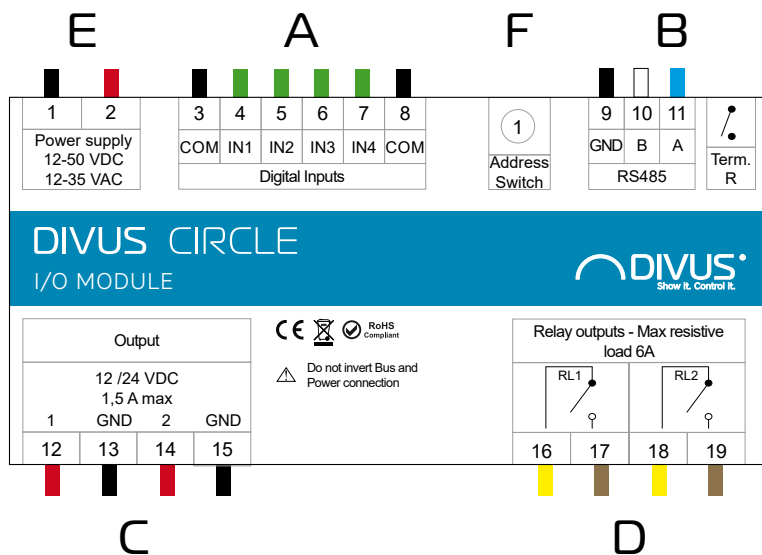 E A F B
1 2 3 4 5 6 7 8 1 9 10 11
COM IN1 IN2 IN3 IN4 COM GND B A
Power supply
12-50 VDC
12-35 VAC
Digital Inputs
Address
Switch
RS485
Term.
R
DIVUS CIRCLE
I/O MODULE
DIVUS
Show it. Control it.
Output
12 /24 VDC
1,5 A max
1 GND 2 GND
12 13 14 15
CE RoHS
Compliant
Do not invert Bus and
Power connection
Relay outputs - Max resistive
load 6A
RL1 RL2
16 17 18 19
C D